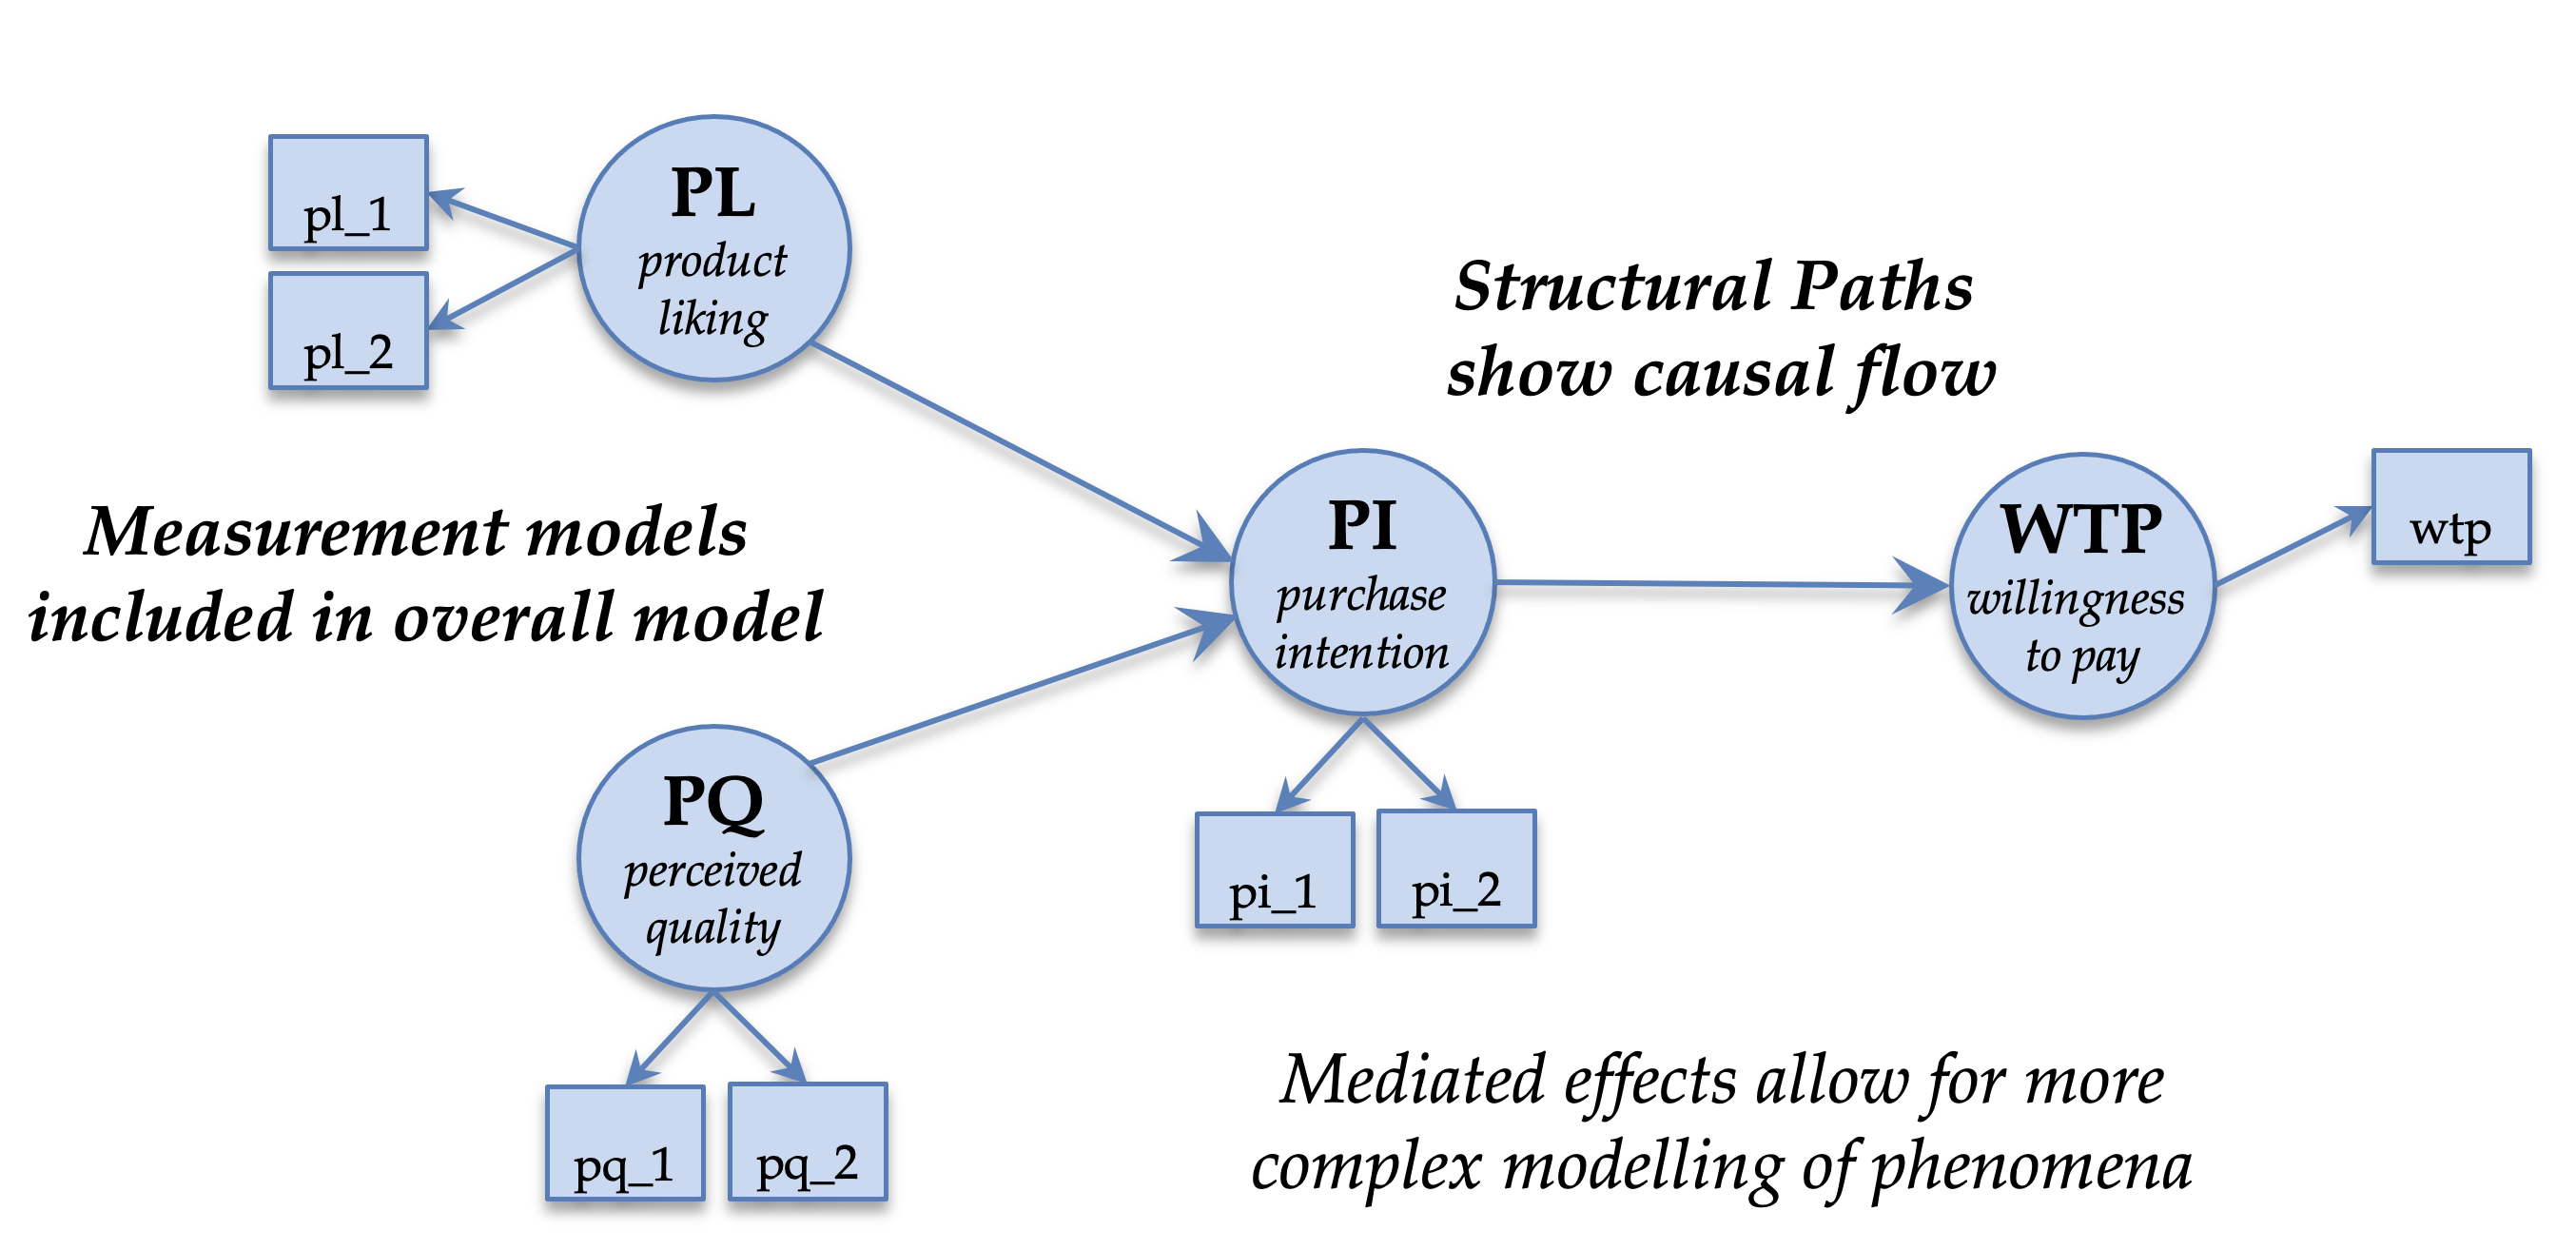 pl_1
pl_2
PL
product
liking
Structural Paths
show causal flow
Measurement models
included in overall model
PI
purchase
intention
WTP
willingness
to pay
wtp
PQ
perceived
quality
pi_1
pi_2
pq_1
pq_2
Mediated effects allow for more
complex modelling of phenomena